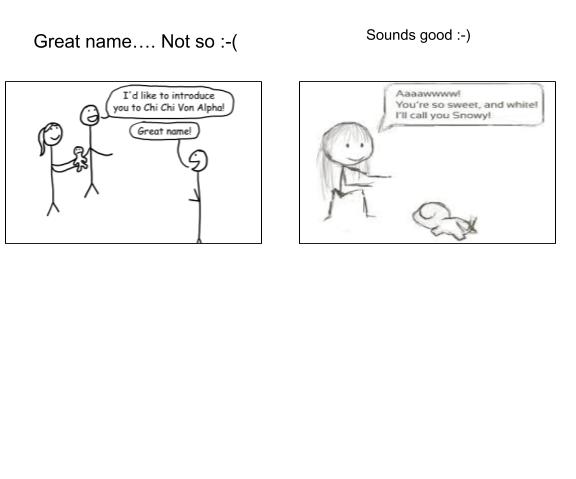 Great name.... Not so :-(
Sounds good :-)
I'd like to introduce
you to Chi Chi Von Alpha!
Great name!
Aaaawwww!
You're so sweet, and white!
I'll call you Snowy!